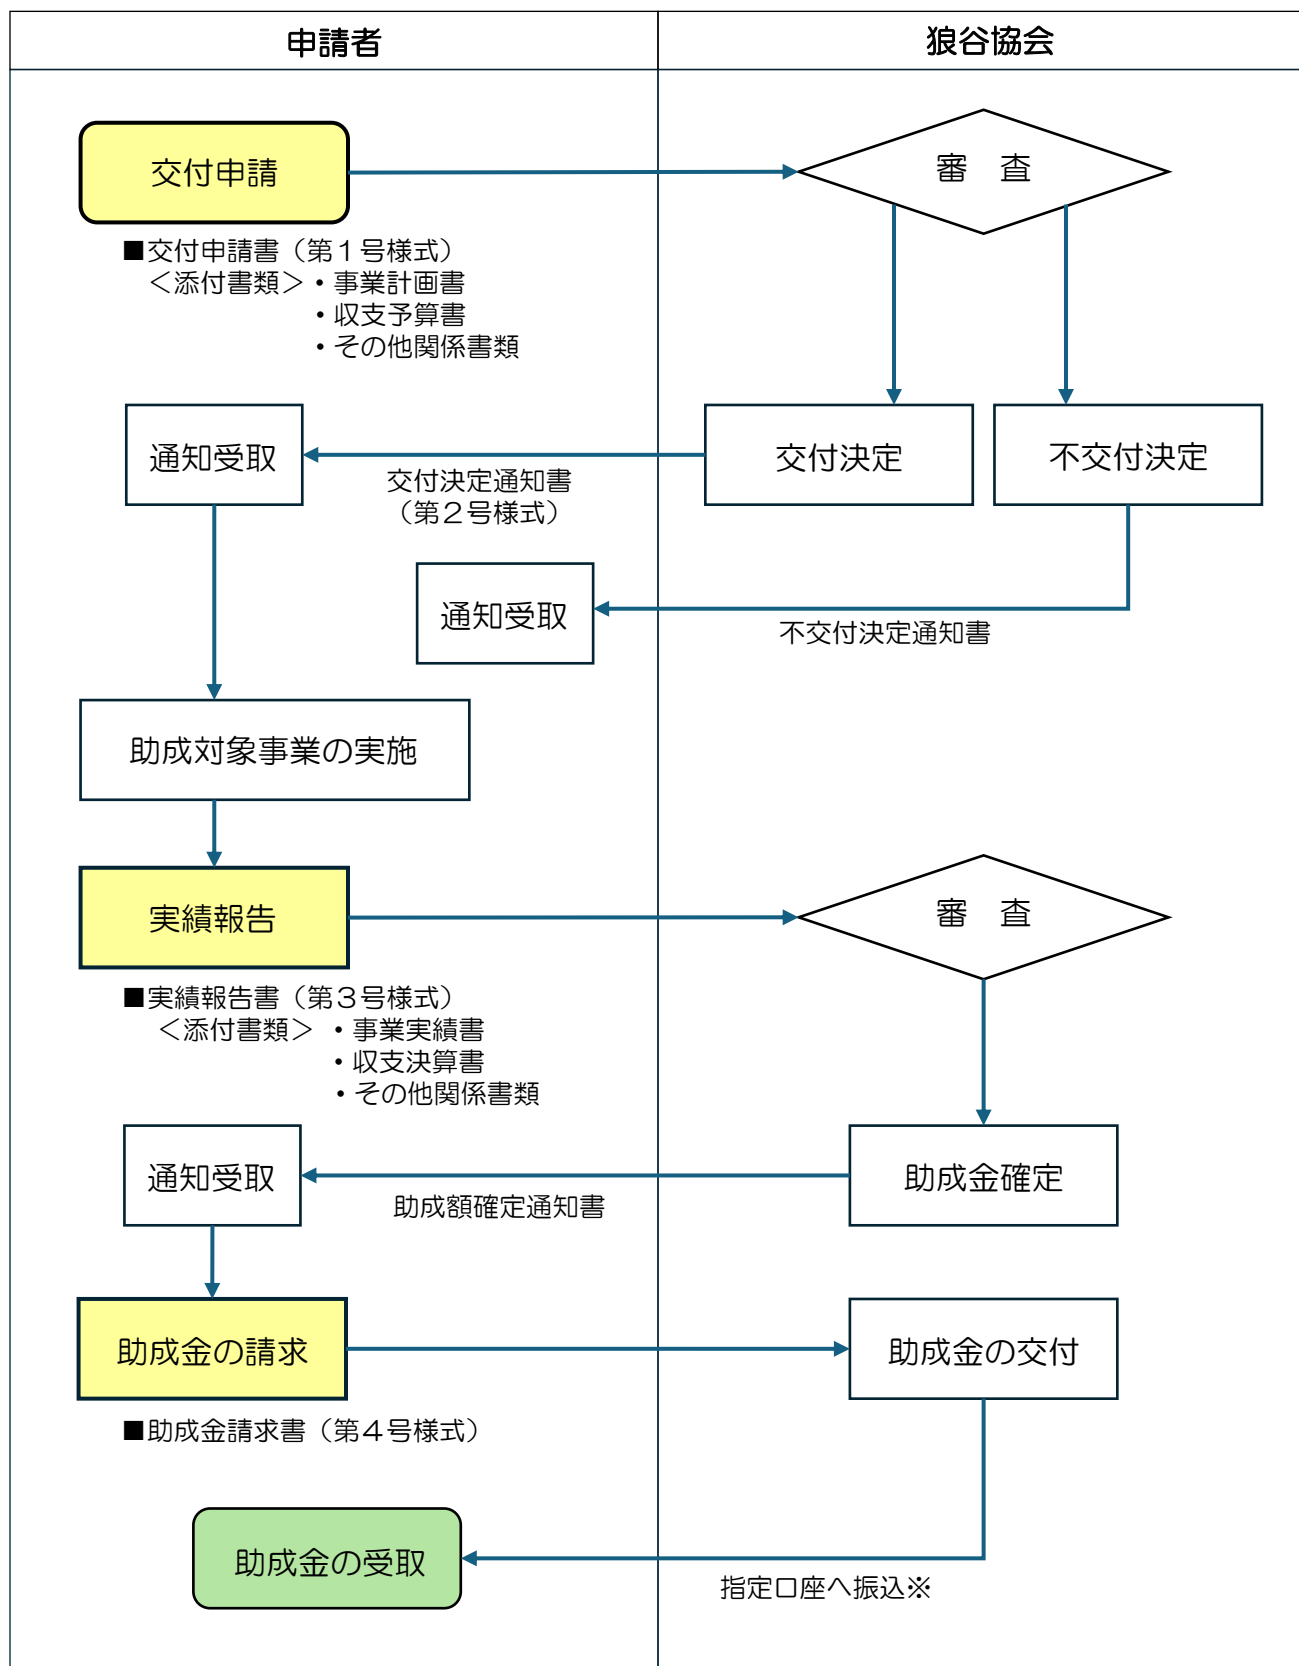 申請者
狼谷協会
交付申請
審　査
■交付申請書（第１号様式）
＜添付書類＞・事業計画書
・収支予算書
・その他関係書類
通知受取
交付決定
不交付決定
交付決定通知書
（第２号様式）
通知受取
不交付決定通知書
助成対象事業の実施
実績報告
審　査
■実績報告書（第３号様式）
＜添付書類＞・事業実績書
・収支決算書
・その他関係書類
通知受取
助成金確定
助成額確定通知書
助成金の請求
助成金の交付
■助成金請求書（第４号様式）
助成金の受取
指定口座へ振込※